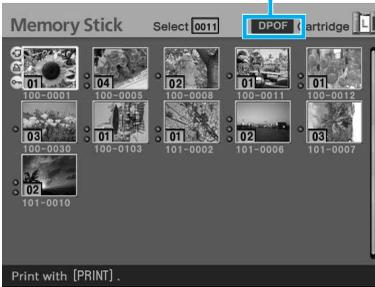 Memory Stick Select 0011 DPOF Cartridge L
01 04 02 01 01
100-0001 100-0005 100-0008 100-0011 100-0012
03 01 01 02 03
100-0030 100-0103 101-0002 101-0006 101-0007
02
101-0010
Print with [PRINT] .